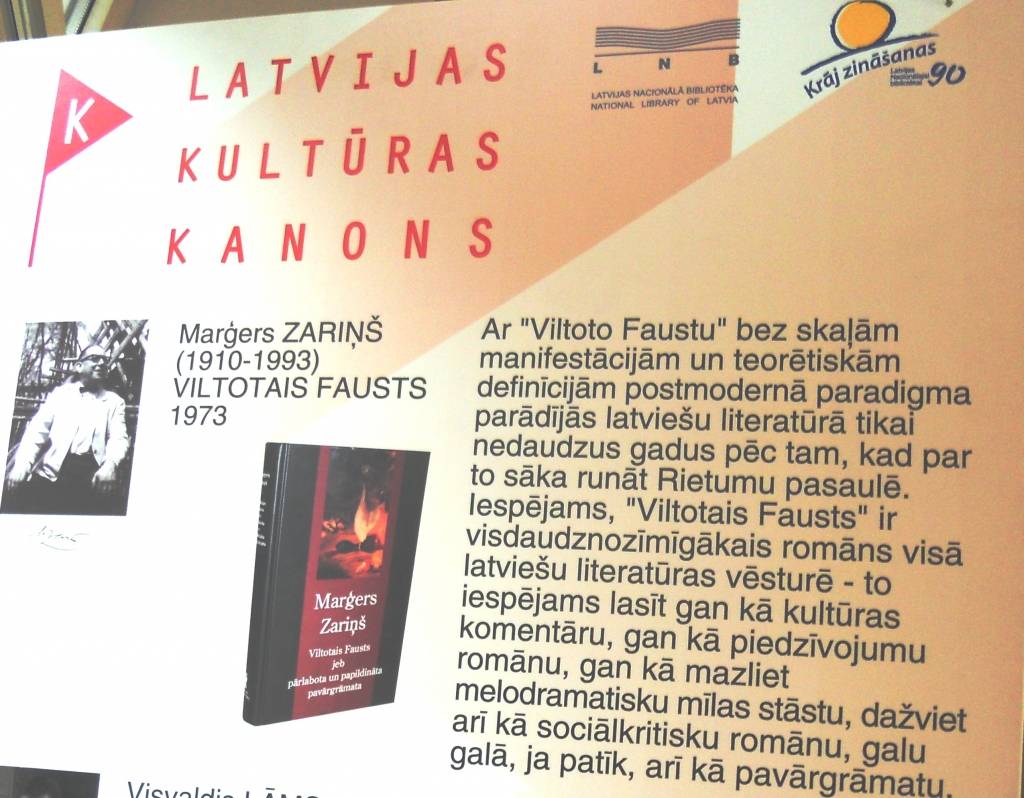 K
LATVIJAS
KULTŪRAS
KANONS
L N B
LATVIJAS NACIONĀLĀ BIBLIOTĒKA
NATIONAL LIBRARY OF LATVIA
Krāj zināšanas
90
Marģers ZARIŅŠ
(1910-1993)
VILTOTAIS FAUSTS
1973
Marģers
Zariņš
Viltotais Fausts
jeb
pārlabota un papildināta
pavārgrāmata
Ar "Viltoto Faustu" bez skaļām
manifestācijām un teorētiskām
definīcijām postmodernā paradigma
parādījās latviešu literatūrā tikai
nedaudzus gadus pēc tam, kad par
to sāka runāt Rietumu pasaulē.
Iespējams, "Viltotais Fausts" ir
visdaudznozīmīgākais romāns visā
latviešu literatūras vēsturē - to
iespējams lasīt gan kā kultūras
komentāru, gan kā piedzīvojumu
romānu, gan kā mazliet
melodramatisku mīlas stāstu, dažviet
arī kā sociālkritisku romānu, galu
galā, ja patīk, arī kā pavārgrāmatu.
Visvaldis LĀMS